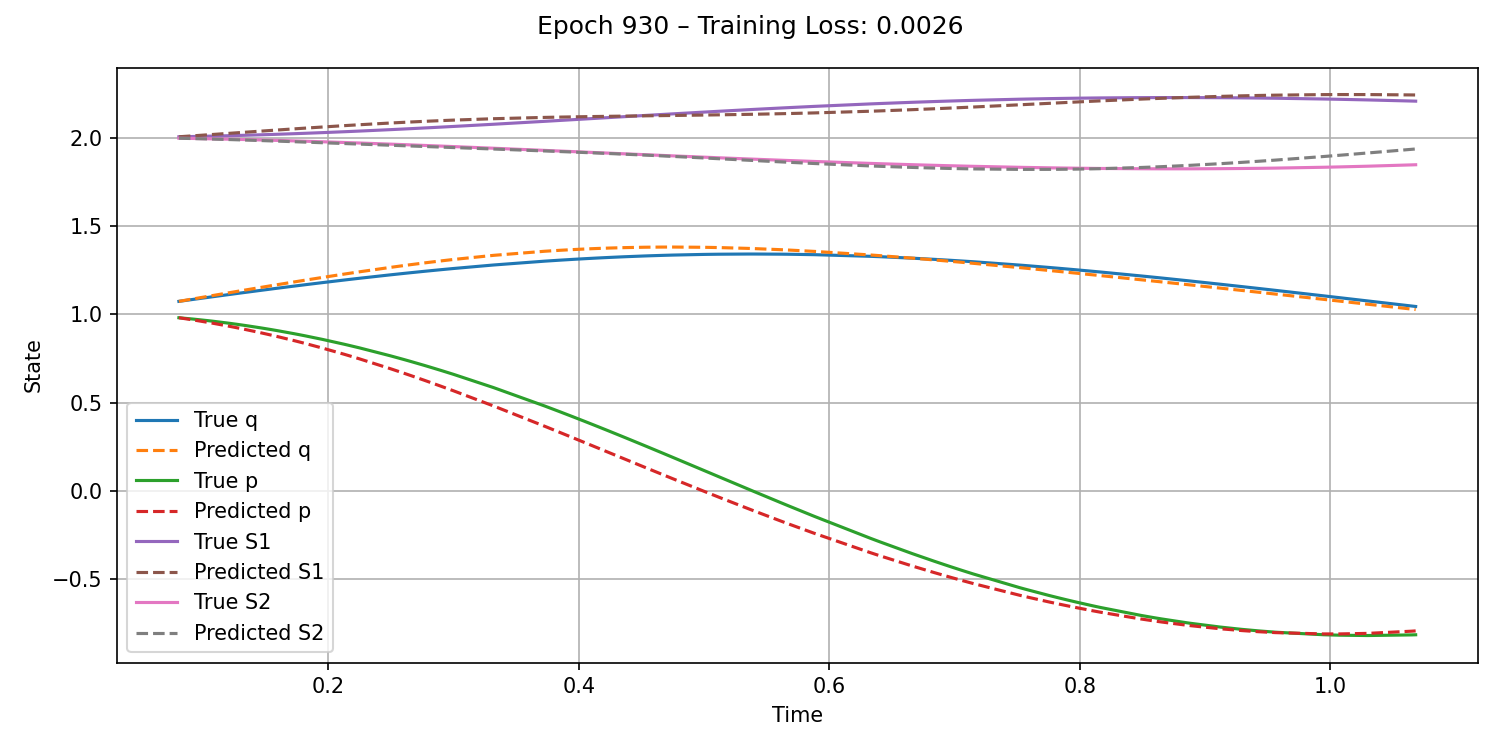 Epoch 930 – Training Loss: 0.0026
2.0
1.5
1.0
0.5
0.0
−0.5
State
True q
Predicted q
True p
Predicted p
True S1
Predicted S1
True S2
Predicted S2
0.2 0.4 0.6 0.8 1.0
Time